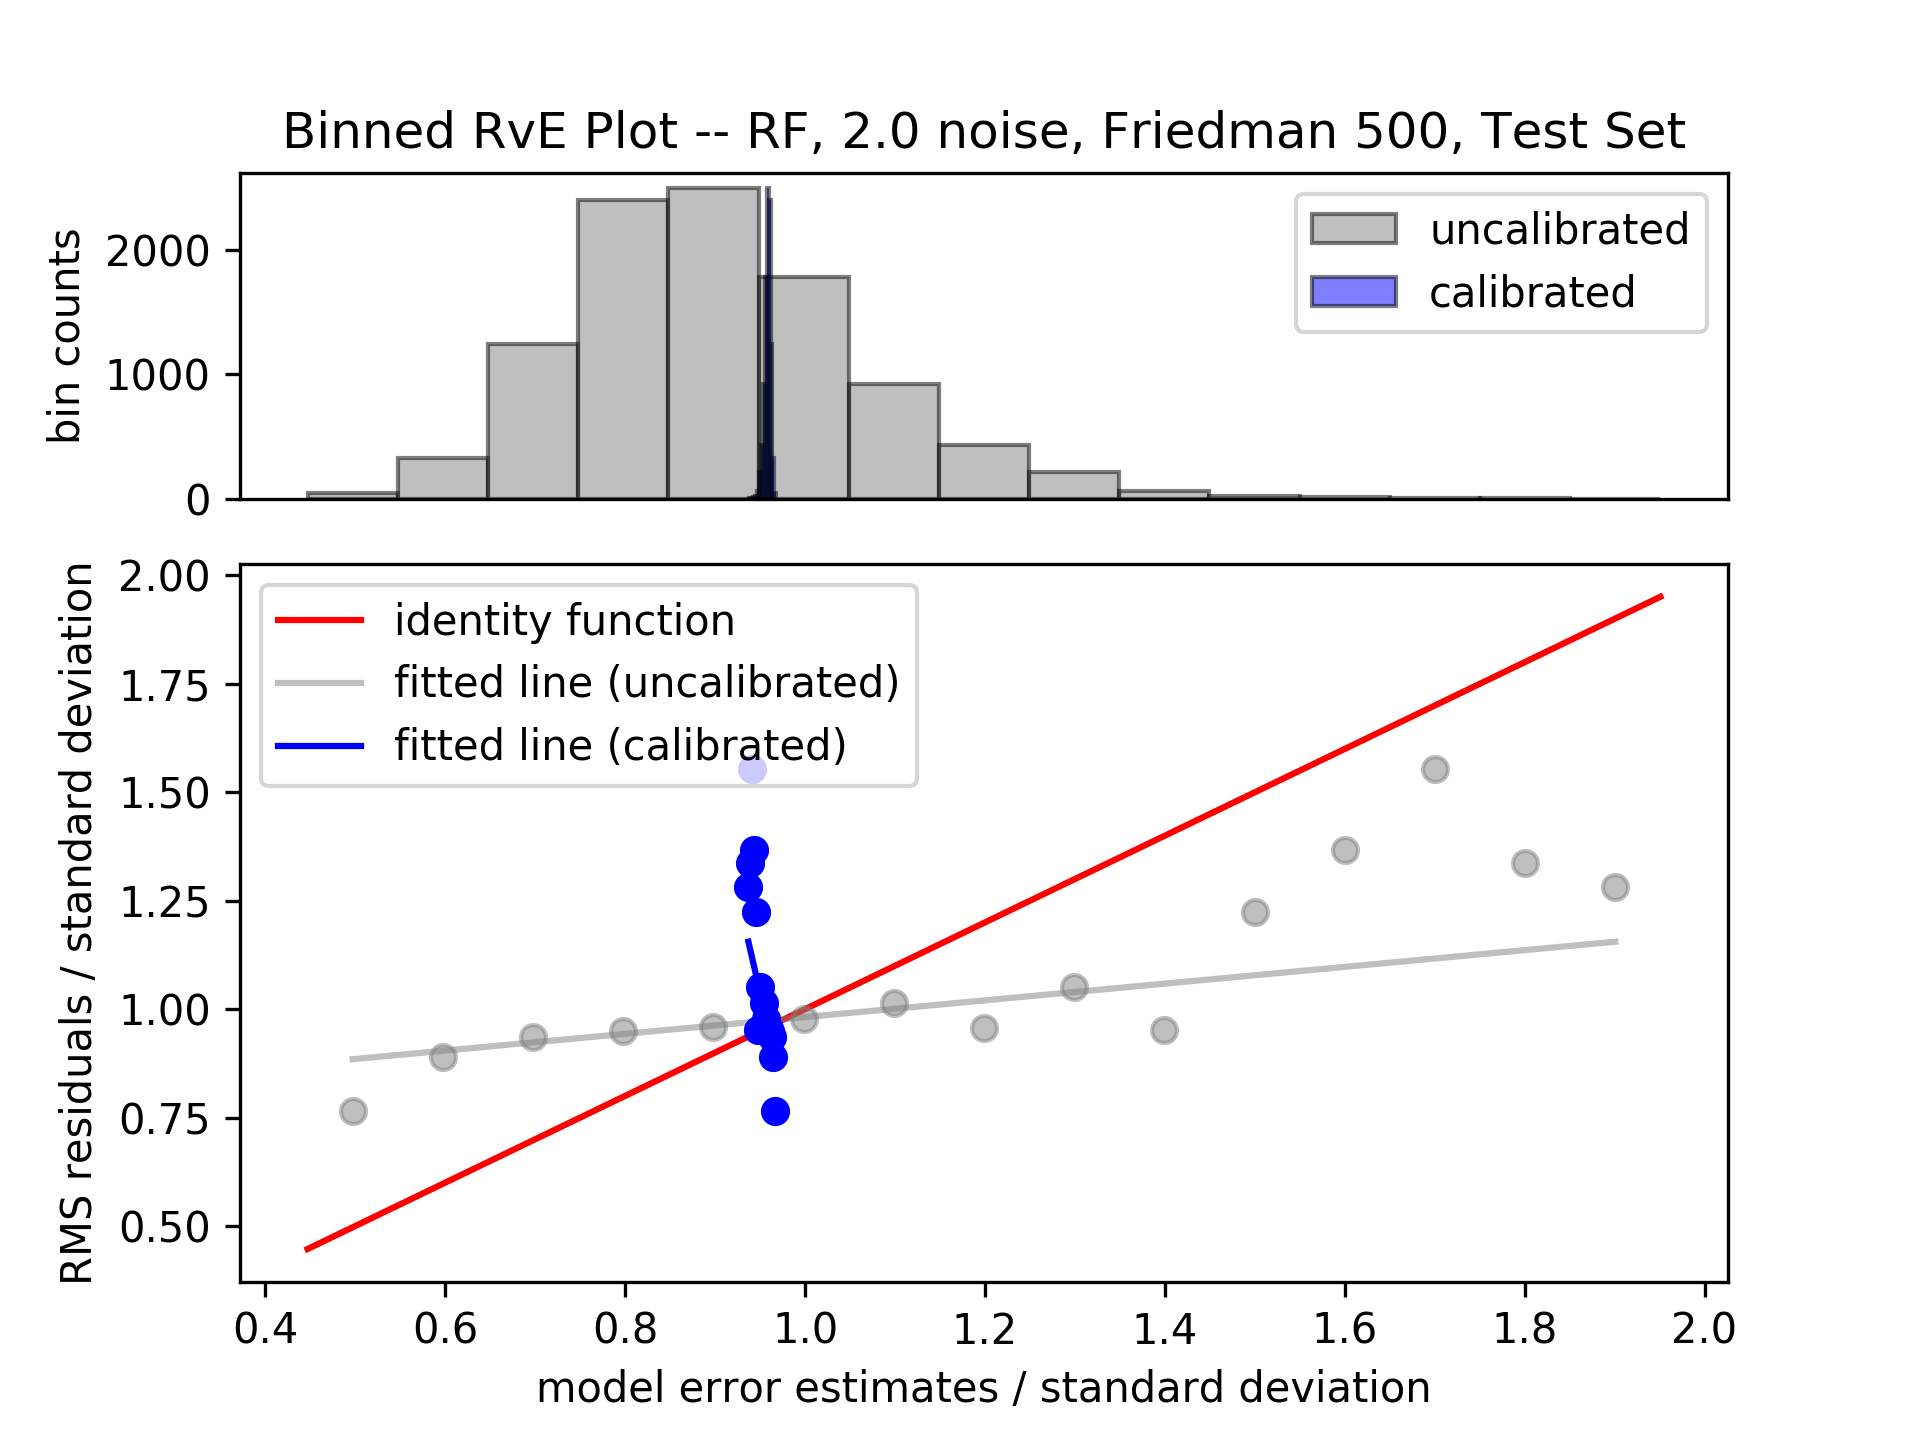 Binned RvE Plot -- RF, 2.0 noise, Friedman 500, Test Set
bin counts
2000
1000
0
uncalibrated
calibrated
RMS residuals / standard deviation
2.00
1.75
1.50
1.25
1.00
0.75
0.50
identity function
fitted line (uncalibrated)
fitted line (calibrated)
0.4 0.6 0.8 1.0 1.2 1.4 1.6 1.8 2.0
model error estimates / standard deviation